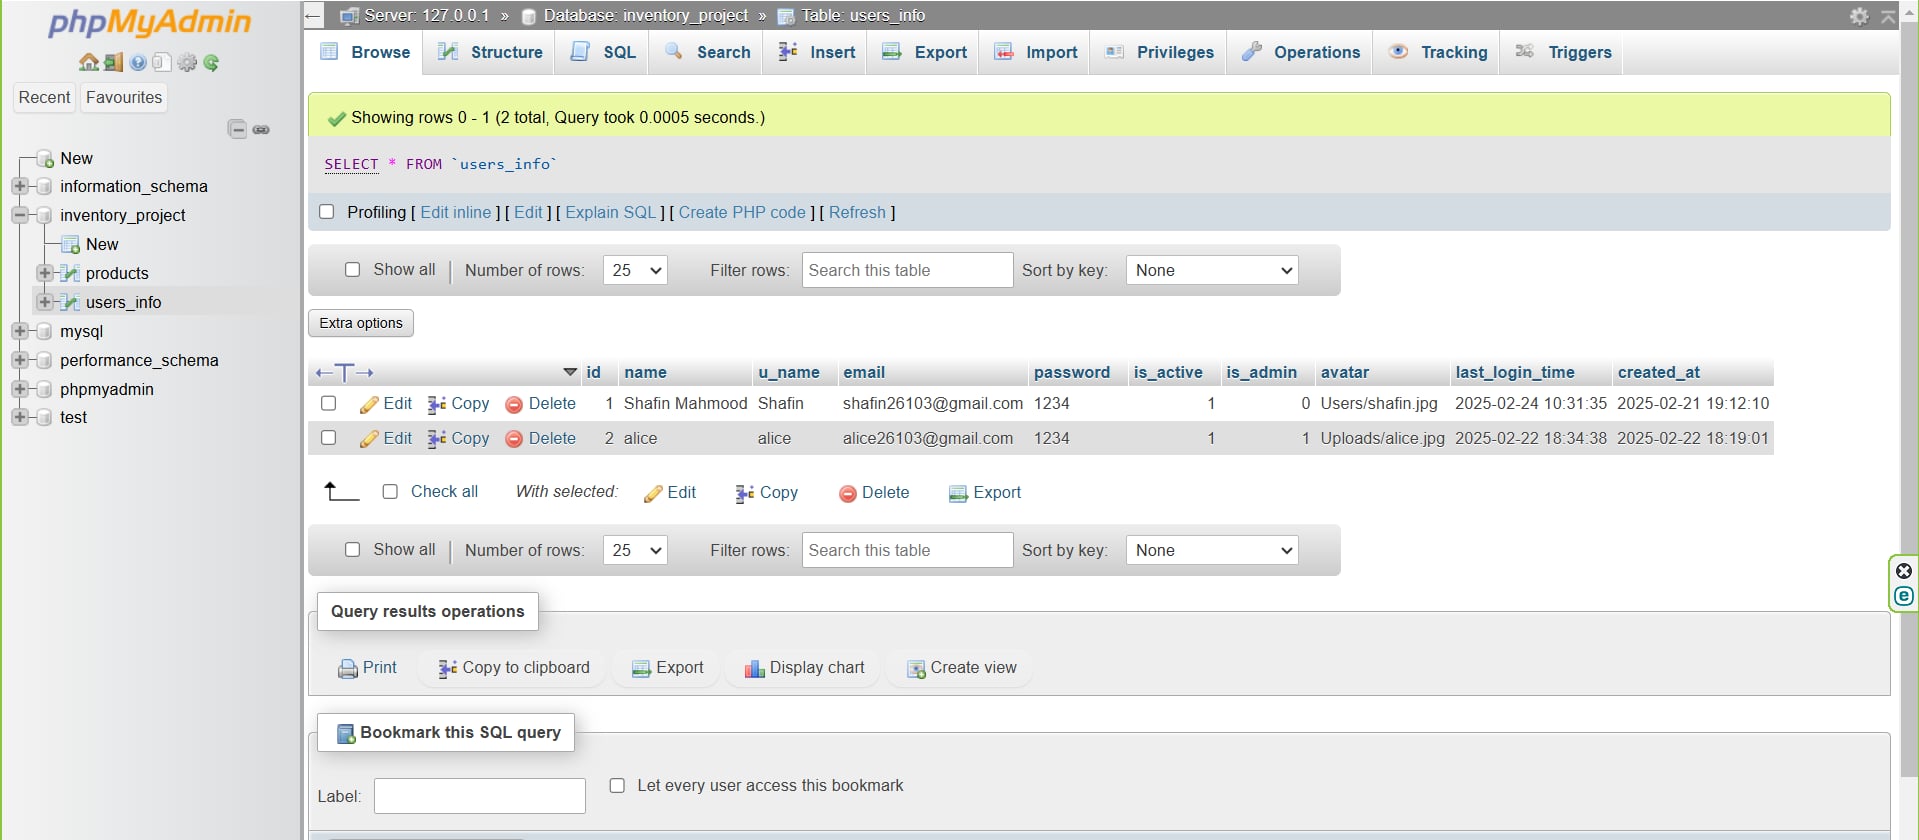 phpMyAdmin
Recent Favourites
New
information_schema
inventory_project
New
products
users_info
mysql
performance_schema
phpmyadmin
test
Server: 127.0.0.1 » Database: inventory_project » Table: users_info
Browse Structure SQL Search Insert Export Import Privileges Operations Tracking Triggers
Showing rows 0 - 1 (2 total, Query took 0.0005 seconds.)
SELECT * FROM `users_info`
Profiling [ Edit inline ] [ Edit ] [ Explain SQL ] [ Create PHP code ] [ Refresh ]
Show all | Number of rows: 25 Filter rows: Search this table Sort by key: None
Extra options
←T→ id name u_name email password is_active is_admin avatar last_login_time created_at
Edit Copy Delete 1 Shafin Mahmood Shafin shafin26103@gmail.com 1234 1 0 Users/shafin.jpg 2025-02-24 10:31:35 2025-02-21 19:12:10
Edit Copy Delete 2 alice alice alice26103@gmail.com 1234 1 1 Uploads/alice.jpg 2025-02-22 18:34:38 2025-02-22 18:19:01
Check all With selected: Edit Copy Delete Export
Show all | Number of rows: 25 Filter rows: Search this table Sort by key: None
Query results operations
Print Copy to clipboard Export Display chart Create view
Bookmark this SQL query
Label: Let every user access this bookmark